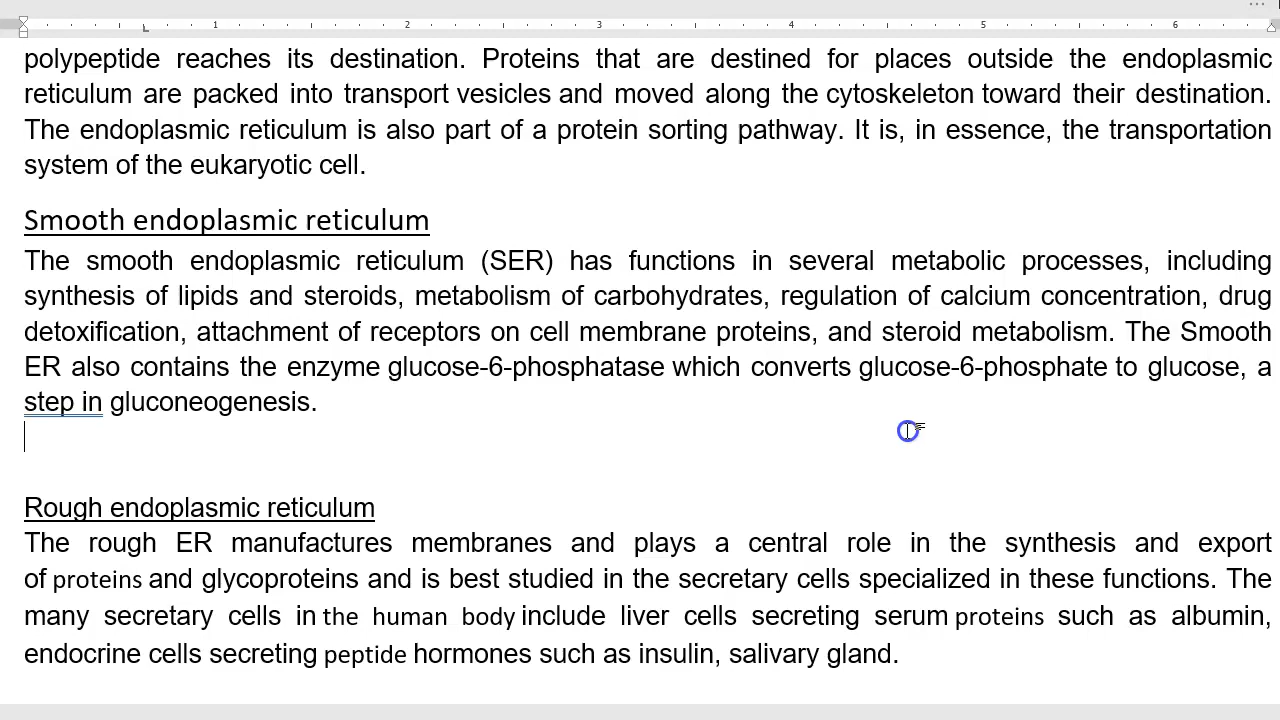 1 2 3 4 5 6
polypeptide reaches its destination. Proteins that are destined for places outside the endoplasmic
reticulum are packed into transport vesicles and moved along the cytoskeleton toward their destination.
The endoplasmic reticulum is also part of a protein sorting pathway. It is, in essence, the transportation
system of the eukaryotic cell.
Smooth endoplasmic reticulum
The smooth endoplasmic reticulum (SER) has functions in several metabolic processes, including
synthesis of lipids and steroids, metabolism of carbohydrates, regulation of calcium concentration, drug
detoxification, attachment of receptors on cell membrane proteins, and steroid metabolism. The Smooth
ER also contains the enzyme glucose-6-phosphatase which converts glucose-6-phosphate to glucose, a
step in gluconeogenesis.
Rough endoplasmic reticulum
The rough ER manufactures membranes and plays a central role in the synthesis and export
of proteins and glycoproteins and is best studied in the secretary cells specialized in these functions. The
many secretary cells in the human body include liver cells secreting serum proteins such as albumin,
endocrine cells secreting peptide hormones such as insulin, salivary gland.